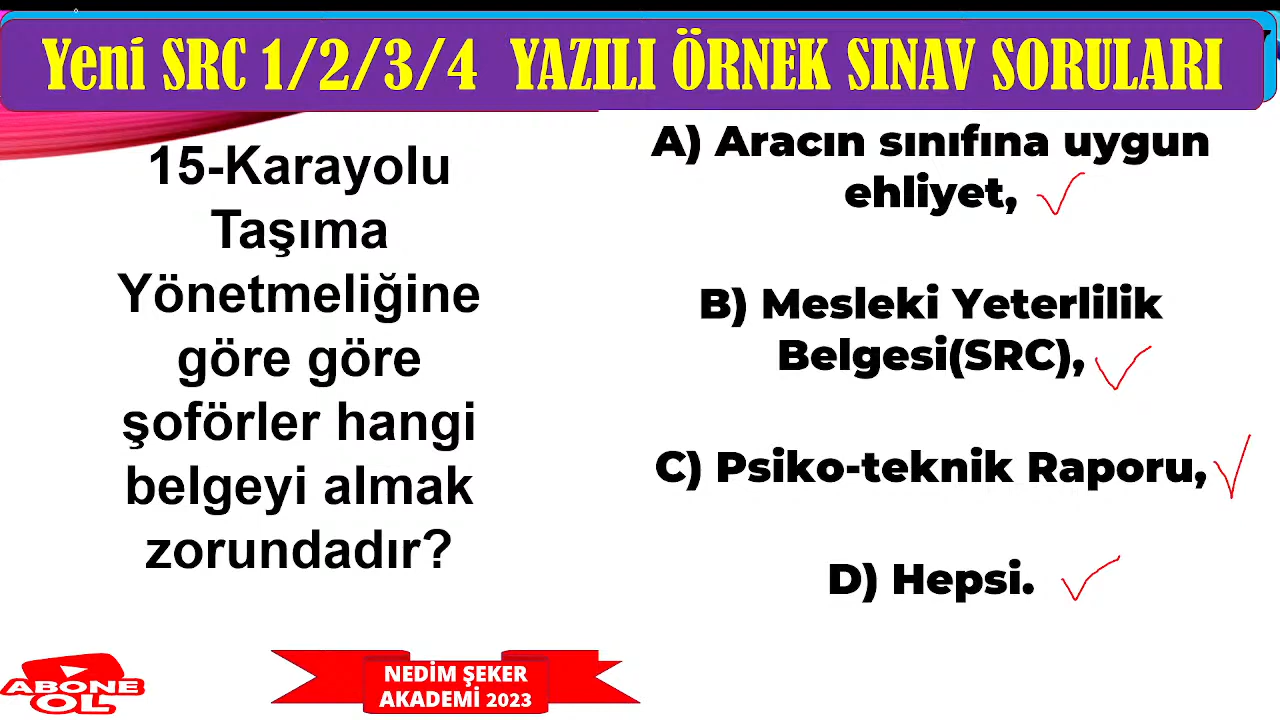 Yeni SRC 1/2/3/4 YAZILI ÖRNEK SINAV SORULARI
15-Karayolu
Taşıma
Yönetmeliğine
göre göre
şoförler hangi
belgeyi almak
zorundadır?
A) Aracın sınıfına uygun
ehliyet,
B) Mesleki Yeterlilik
Belgesi(SRC),
C) Psiko-teknik Raporu,
D) Hepsi.
ABONE
OL
NEDİM ŞEKER
AKADEMİ 2023